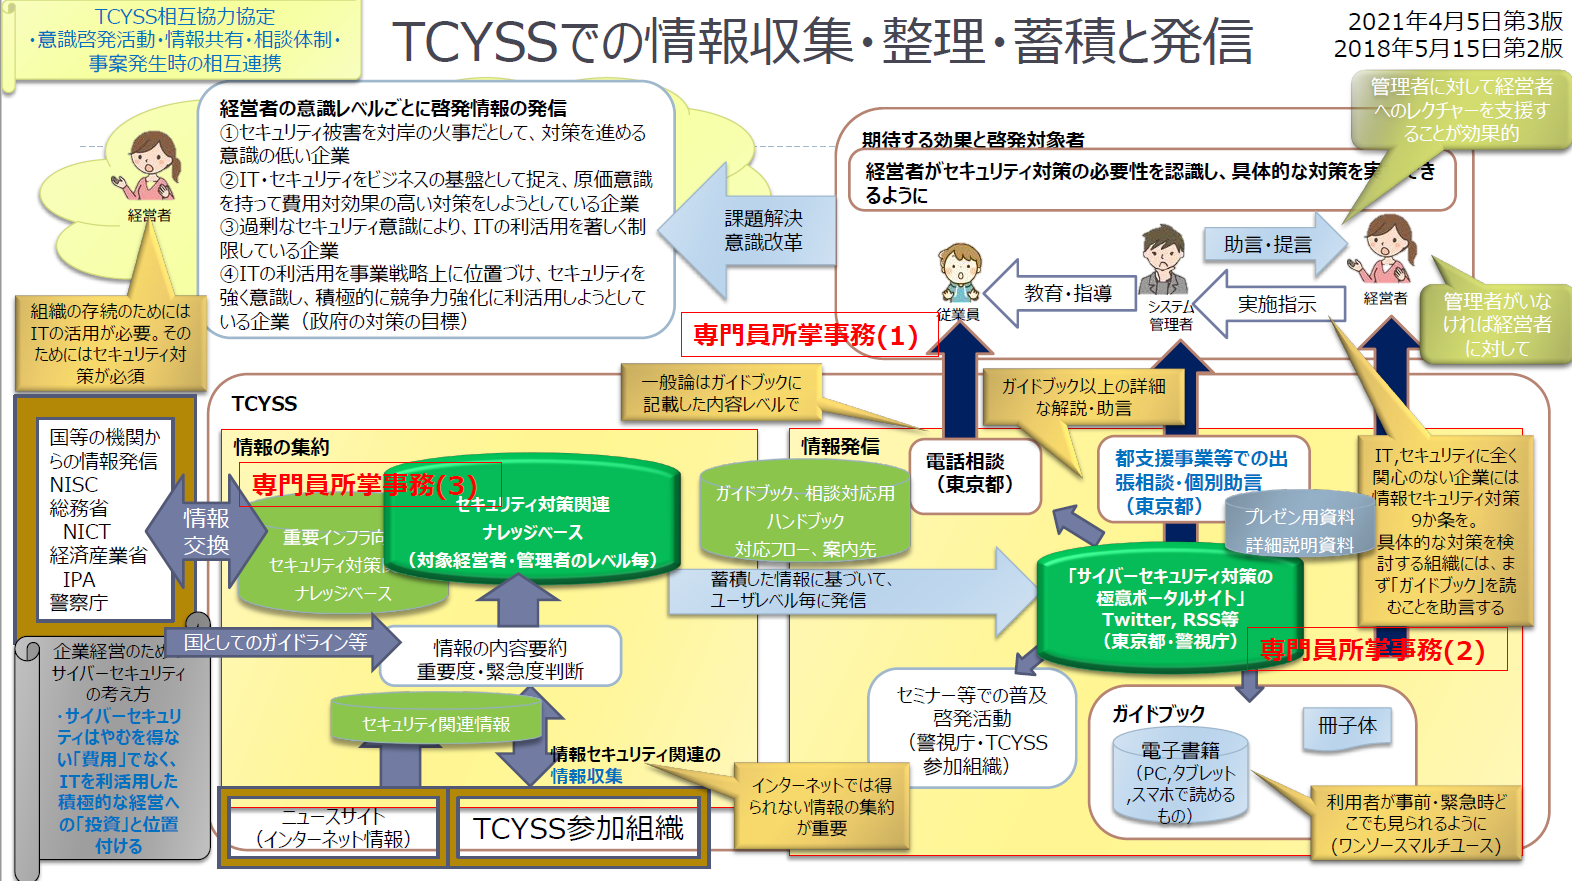 TCYSS相互協力協定
・意識啓発活動・情報共有・相談体制・
事案発生時の相互連携
TCYSSでの情報収集・整理・蓄積と発信
2021年4月5日第3版
2018年5月15日第2版
経営者
経営者の意識レベルごとに啓発情報の発信
①セキュリティ被害を対岸の火事だとして、対策を進める
意識の低い企業
②IT・セキュリティをビジネスの基盤として捉え、原価意識
を持って費用対効果の高い対策をしようとしている企業
③過剰なセキュリティ意識により、ITの利活用を著しく制
限している企業
④ITの利活用を事業戦略上に位置づけ、セキュリティを
強く意識し、積極的に競争力強化に利活用しようとして
いる企業（政府の対策の目標）
課題解決
意識改革
期待する効果と啓発対象者
経営者がセキュリティ対策の必要性を認識し、具体的な対策を実 でき
るように
管理者に対して経営者
へのレクチャーを支援す
ることが効果的
従業員
教育・指導
システム
管理者
助言・提言
実施指示
経営者
管理者がいな
ければ経営者
に対して
組織の存続のためには
ITの活用が必要。その
ためにはセキュリティ対
策が必須
専門員所掌事務(1)
一般論はガイドブックに
記載した内容レベルで
ガイドブック以上の詳細
な解説・助言
TCYSS
国等の機関か
らの情報発信
NISC
総務省
NICT
経済産業省
IPA
警察庁
情報
交換
情報の集約
専門員所掌事務(3)
重要インフラ向
セキュリティ対策
ナレッジベース
セキュリティ対策関連
ナレッジベース
（対象経営者・管理者のレベル毎）
国としてのガイドライン等
情報の内容要約
重要度・緊急度判断
セキュリティ関連情報
情報セキュリティ関連の
情報収集
ニュースサイト
（インターネット情報）
TCYSS参加組織
インターネットでは得
られない情報の集約
が重要
企業経営のため
サイバーセキュリティ
の考え方
・サイバーセキュリ
ティはやむを得な
い「費用」でなく、
ITを利活用した
積極的な経営へ
の「投資」と位置
付ける
情報発信
ガイドブック、相談対応用
ハンドブック
対応フロー、案内先
蓄積した情報に基づいて、
ユーザレベル毎に発信
電話相談
（東京都）
都支援事業等での出
張相談・個別助言
（東京都）
プレゼン用資料
詳細説明資料
「サイバーセキュリティ対策の
極意ポータルサイト」
Twitter, RSS等
（東京都・警視庁）
専門員所掌事務(2)
IT,セキュリティに全く
関心のない企業には
情報セキュリティ対策
9か条を。
具体的な対策を検
討する組織には、ま
ず「ガイドブック」を読
むことを助言する
セミナー等での普及
啓発活動
（警視庁・TCYSS
参加組織）
ガイドブック
電子書籍
（PC,タブレット
,スマホで読める
もの）
冊子体
利用者が事前・緊急時ど
こでも見られるように
(ワンソースマルチユース)